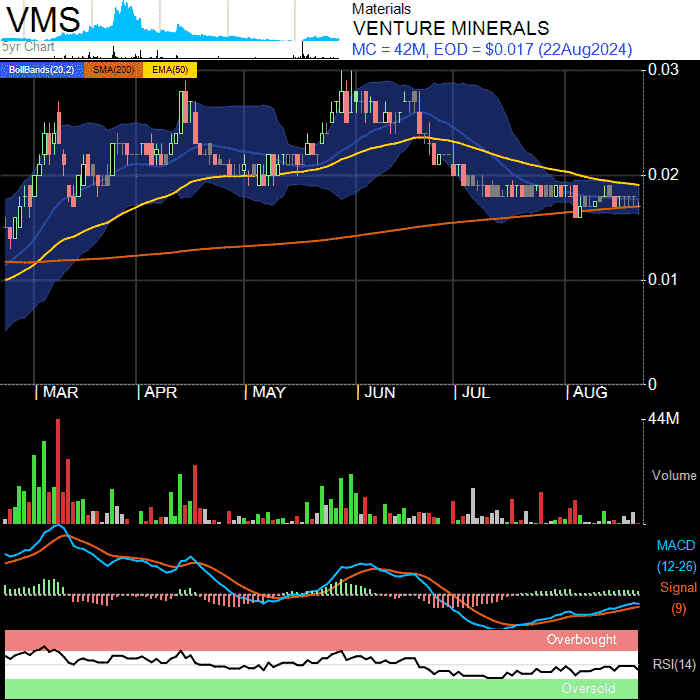 VMS
5yr Chart
Materials
VENTURE MINERALS
MC = 42M, EOD = $0.017 (22Aug2024)
BollBands(20,2) SMA(200) EMA(50)
0.03
0.02
0.01
0
| MAR | APR | MAY | JUN | JUL | AUG
44M
Volume
MACD
(12-26)
Signal
(9)
Overbought
RSI(14)
Oversold